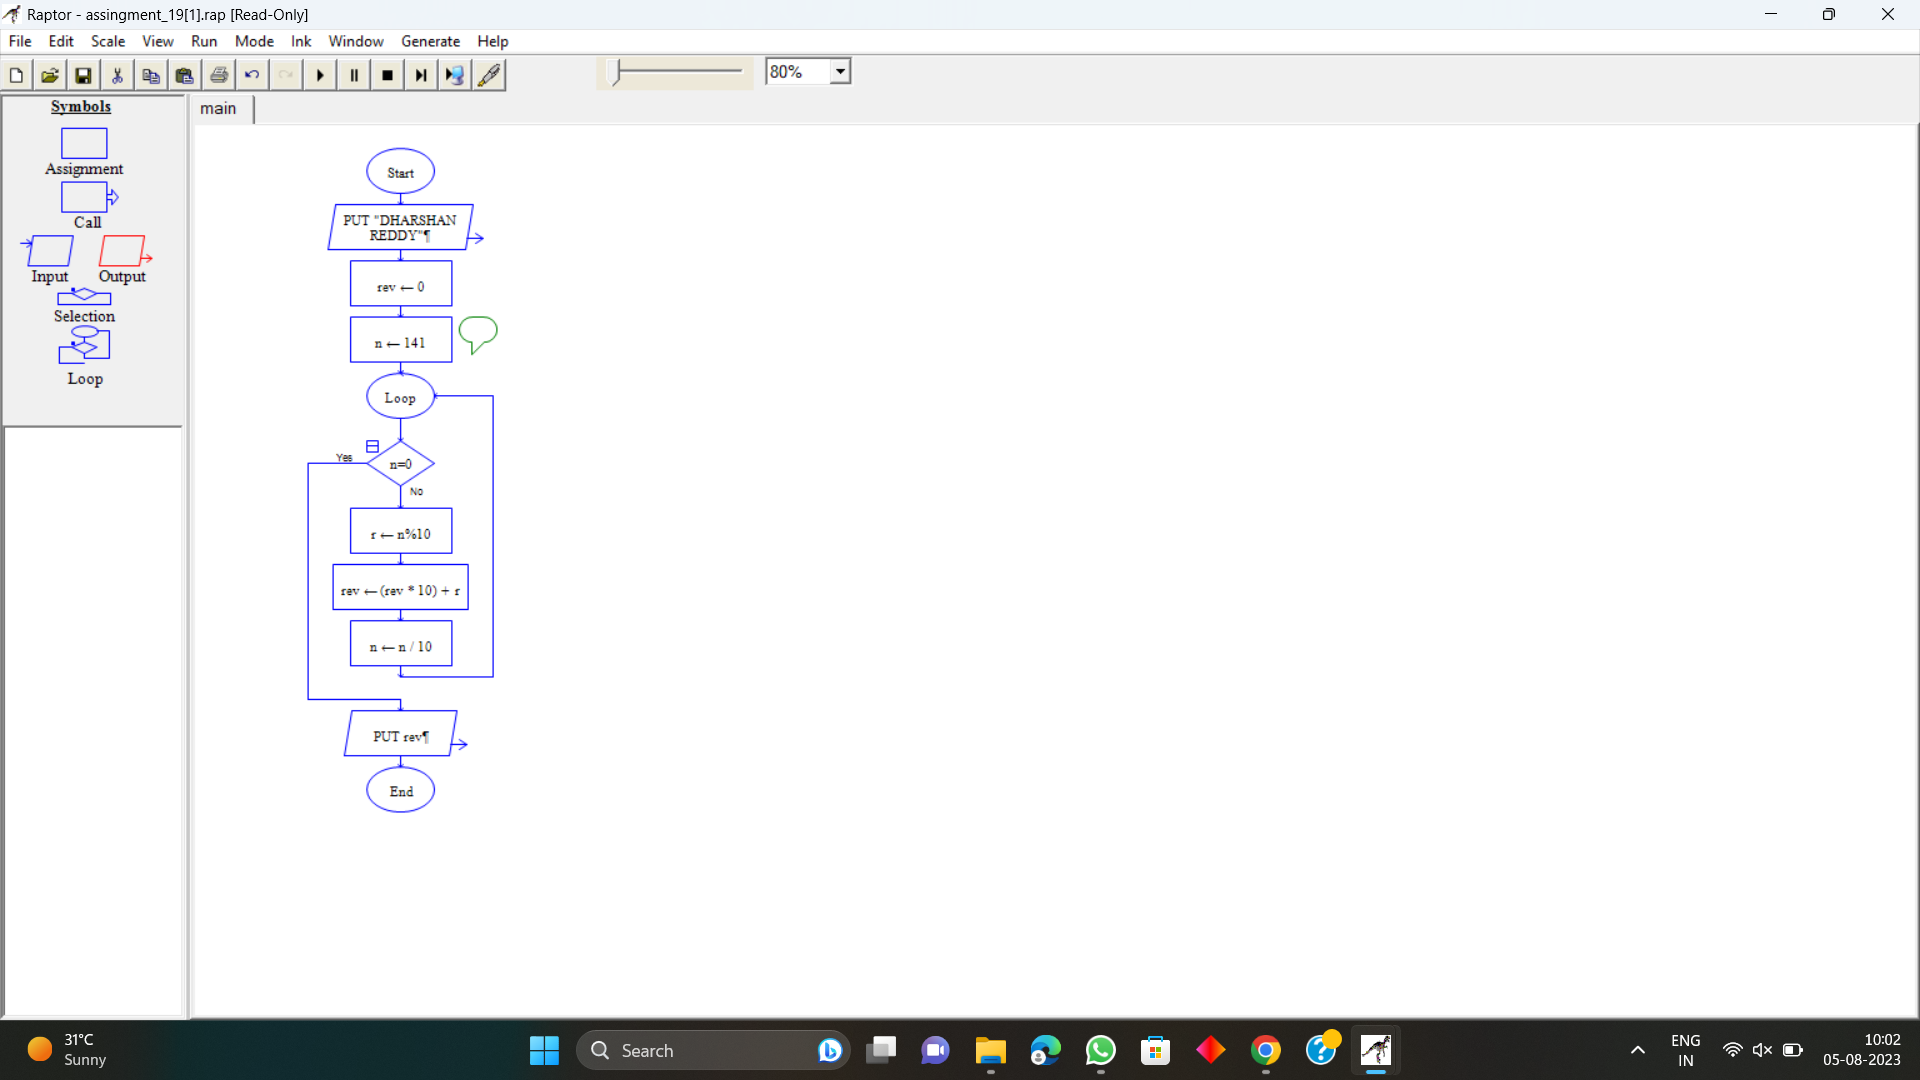 Raptor - assingment_19[1].rap [Read-Only]
File Edit Scale View Run Mode Ink Window Generate Help
80%
Symbols
Assignment
Call
Input Output
Selection
Loop
main
Start
PUT "DHARSHAN
REDDY"¶
rev ← 0
n ← 141
Loop
Yes
n=0
No
r ← n%10
rev ← (rev * 10) + r
n ← n / 10
PUT rev¶
End
31°C
Sunny
Search
ENG
IN
10:02
05-08-2023